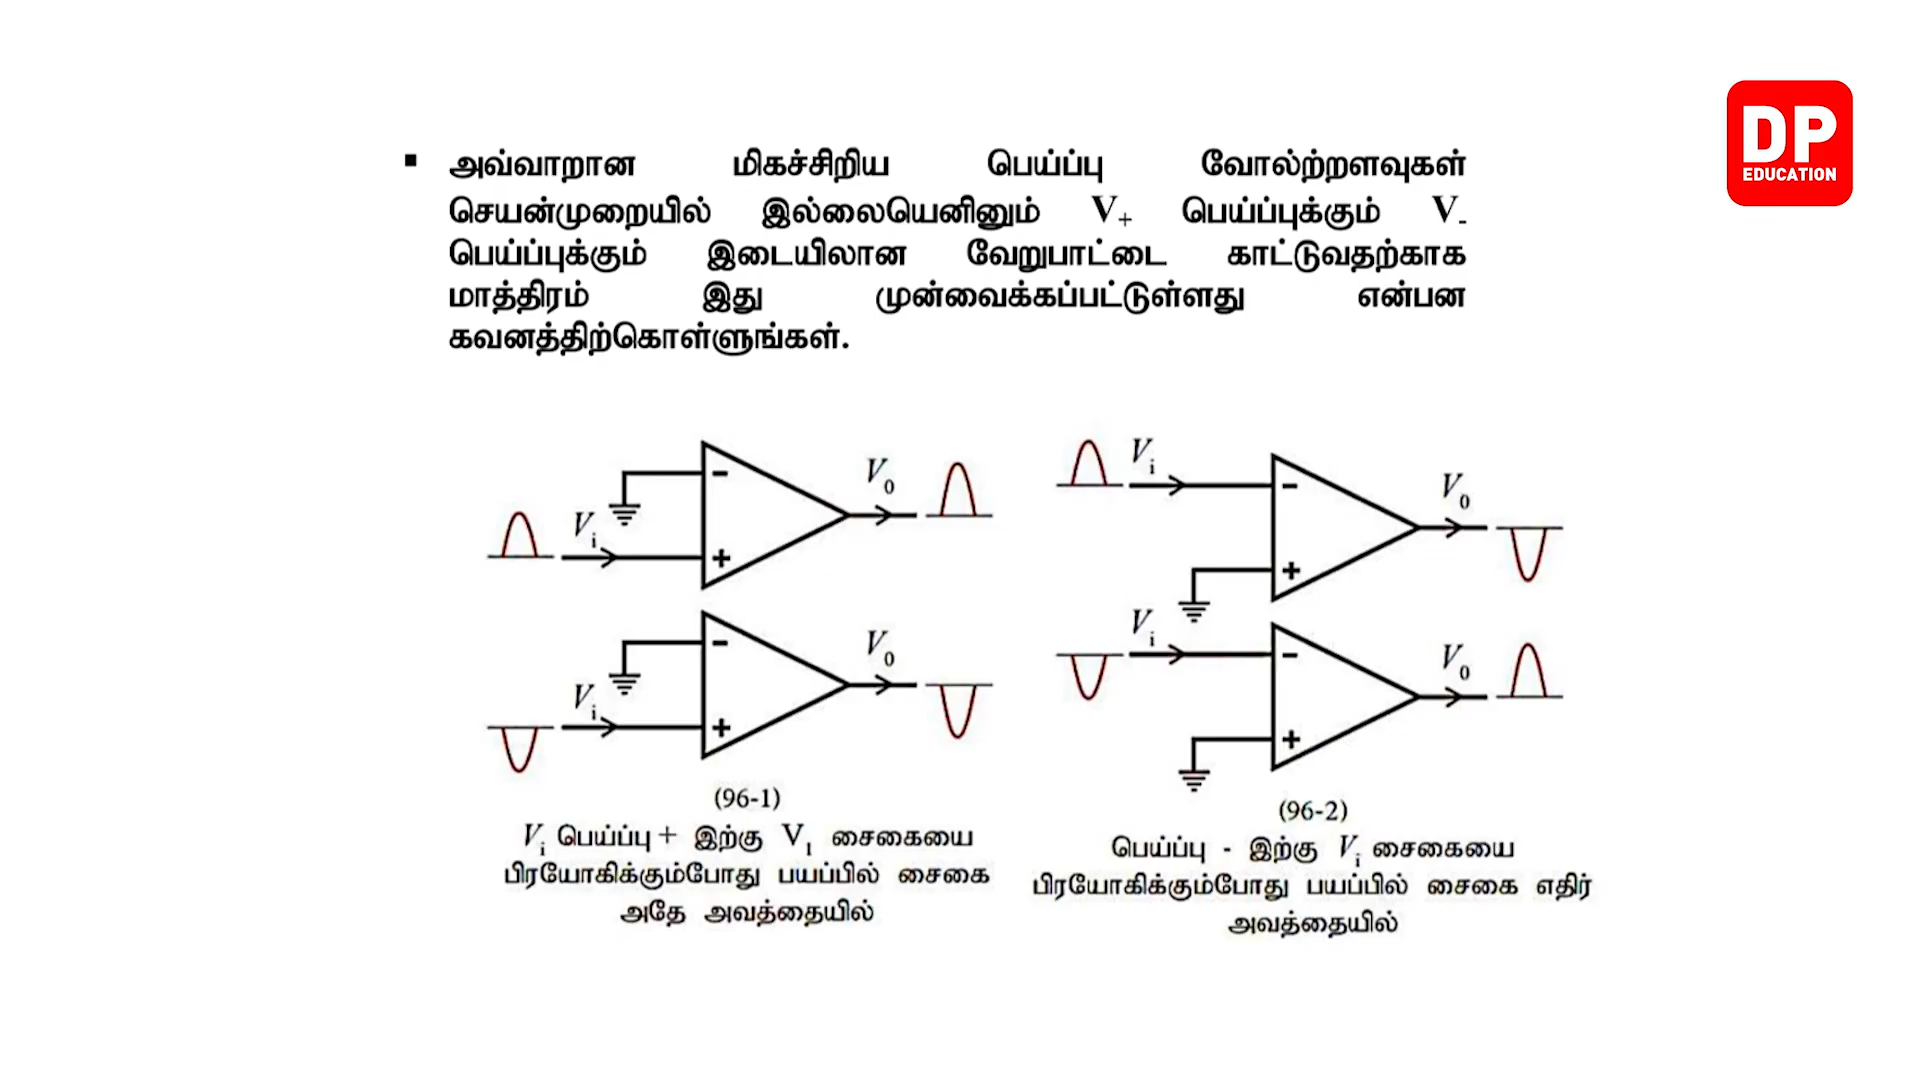 DP
EDUCATION
▪ அவ்வாறான மிகச்சிறிய பெய்ப்பு வோல்ற்றளவுகள்
செயன்முறையில் இல்லையெனினும் V₊ பெய்ப்புக்கும் V₋
பெய்ப்புக்கும் இடையிலான வேறுபாட்டை காட்டுவதற்காக
மாத்திரம் இது முன்வைக்கப்பட்டுள்ளது என்பன
கவனத்திற்கொள்ளுங்கள்.
V₀
Vᵢ
V₀
Vᵢ
(96-1)
Vᵢ பெய்ப்பு + இற்கு V₁ சைகையை
பிரயோகிக்கும்போது பயப்பில் சைகை
அதே அவத்தையில்
Vᵢ
V₀
Vᵢ
V₀
(96-2)
பெய்ப்பு - இற்கு Vᵢ சைகையை
பிரயோகிக்கும்போது பயப்பில் சைகை எதிர்
அவத்தையில்